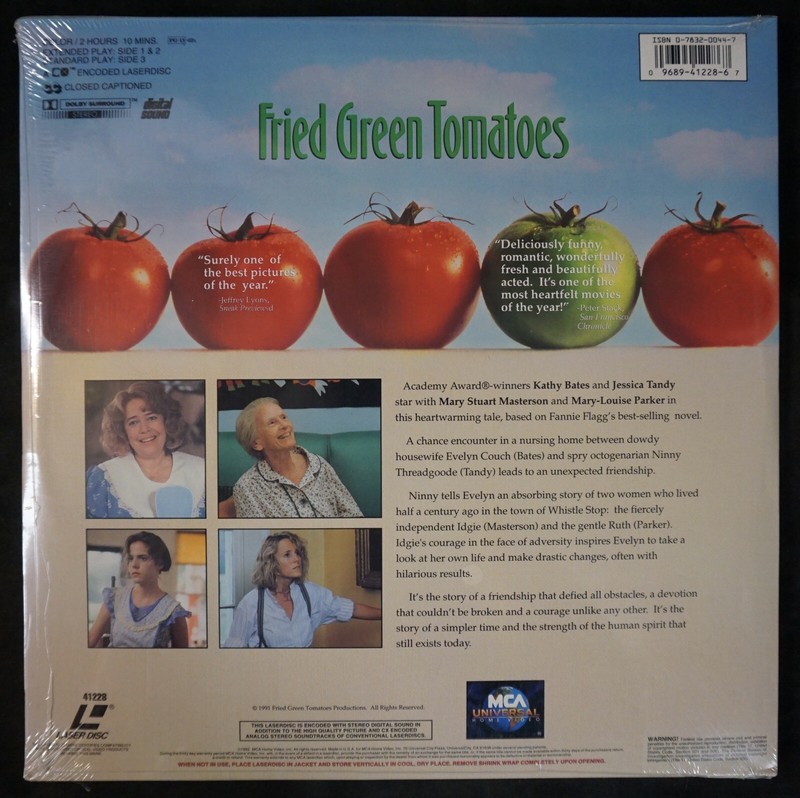 / 2 HOURS 10 MINS.
EXTENDED PLAY: SIDE 1 & 2
STANDARD PLAY: SIDE 3
ENCODED LASERDISC
CLOSED CAPTIONED
DOLBY SURROUND
STEREO
digital
SOUND
ISBN 0-7832-0044-7
0 9689-41228-6 7
Fried Green Tomatoes
"Surely one of
the best pictures
of the year."
-Jeffrey Lyons,
Sneak Previews
"Deliciously funny,
romantic, wonderfully
fresh and beautifully
acted. It's one of the
most heartfelt movies
of the year!"
-Peter Stack,
San Francisco
Chronicle
Academy Award®-winners Kathy Bates and Jessica Tandy
star with Mary Stuart Masterson and Mary-Louise Parker in
this heartwarming tale, based on Fannie Flagg's best-selling novel.
A chance encounter in a nursing home between dowdy
housewife Evelyn Couch (Bates) and spry octogenarian Ninny
Threadgoode (Tandy) leads to an unexpected friendship.
Ninny tells Evelyn an absorbing story of two women who lived
half a century ago in the town of Whistle Stop: the fiercely
independent Idgie (Masterson) and the gentle Ruth (Parker).
Idgie's courage in the face of adversity inspires Evelyn to take a
look at her own life and make drastic changes, often with
hilarious results.
It's the story of a friendship that defied all obstacles, a devotion
that couldn't be broken and a courage unlike any other. It's the
story of a simpler time and the strength of the human spirit that
still exists today.
41228
LASER DISC
© 1991 Fried Green Tomatoes Productions. All Rights Reserved.
THIS LASERDISC IS ENCODED WITH STEREO DIGITAL SOUND IN
ADDITION TO THE HIGH QUALITY PICTURE AND CX ENCODED
ANALOG STEREO SOUNDTRACKS OF CONVENTIONAL LASERDISCS.
MCA
UNIVERSAL
HOME VIDEO
WARNING:
WHEN NOT IN USE, PLACE LASERDISC IN JACKET AND STORE VERTICALLY IN COOL, DRY PLACE. REMOVE SHRINK WRAP COMPLETELY UPON OPENING.